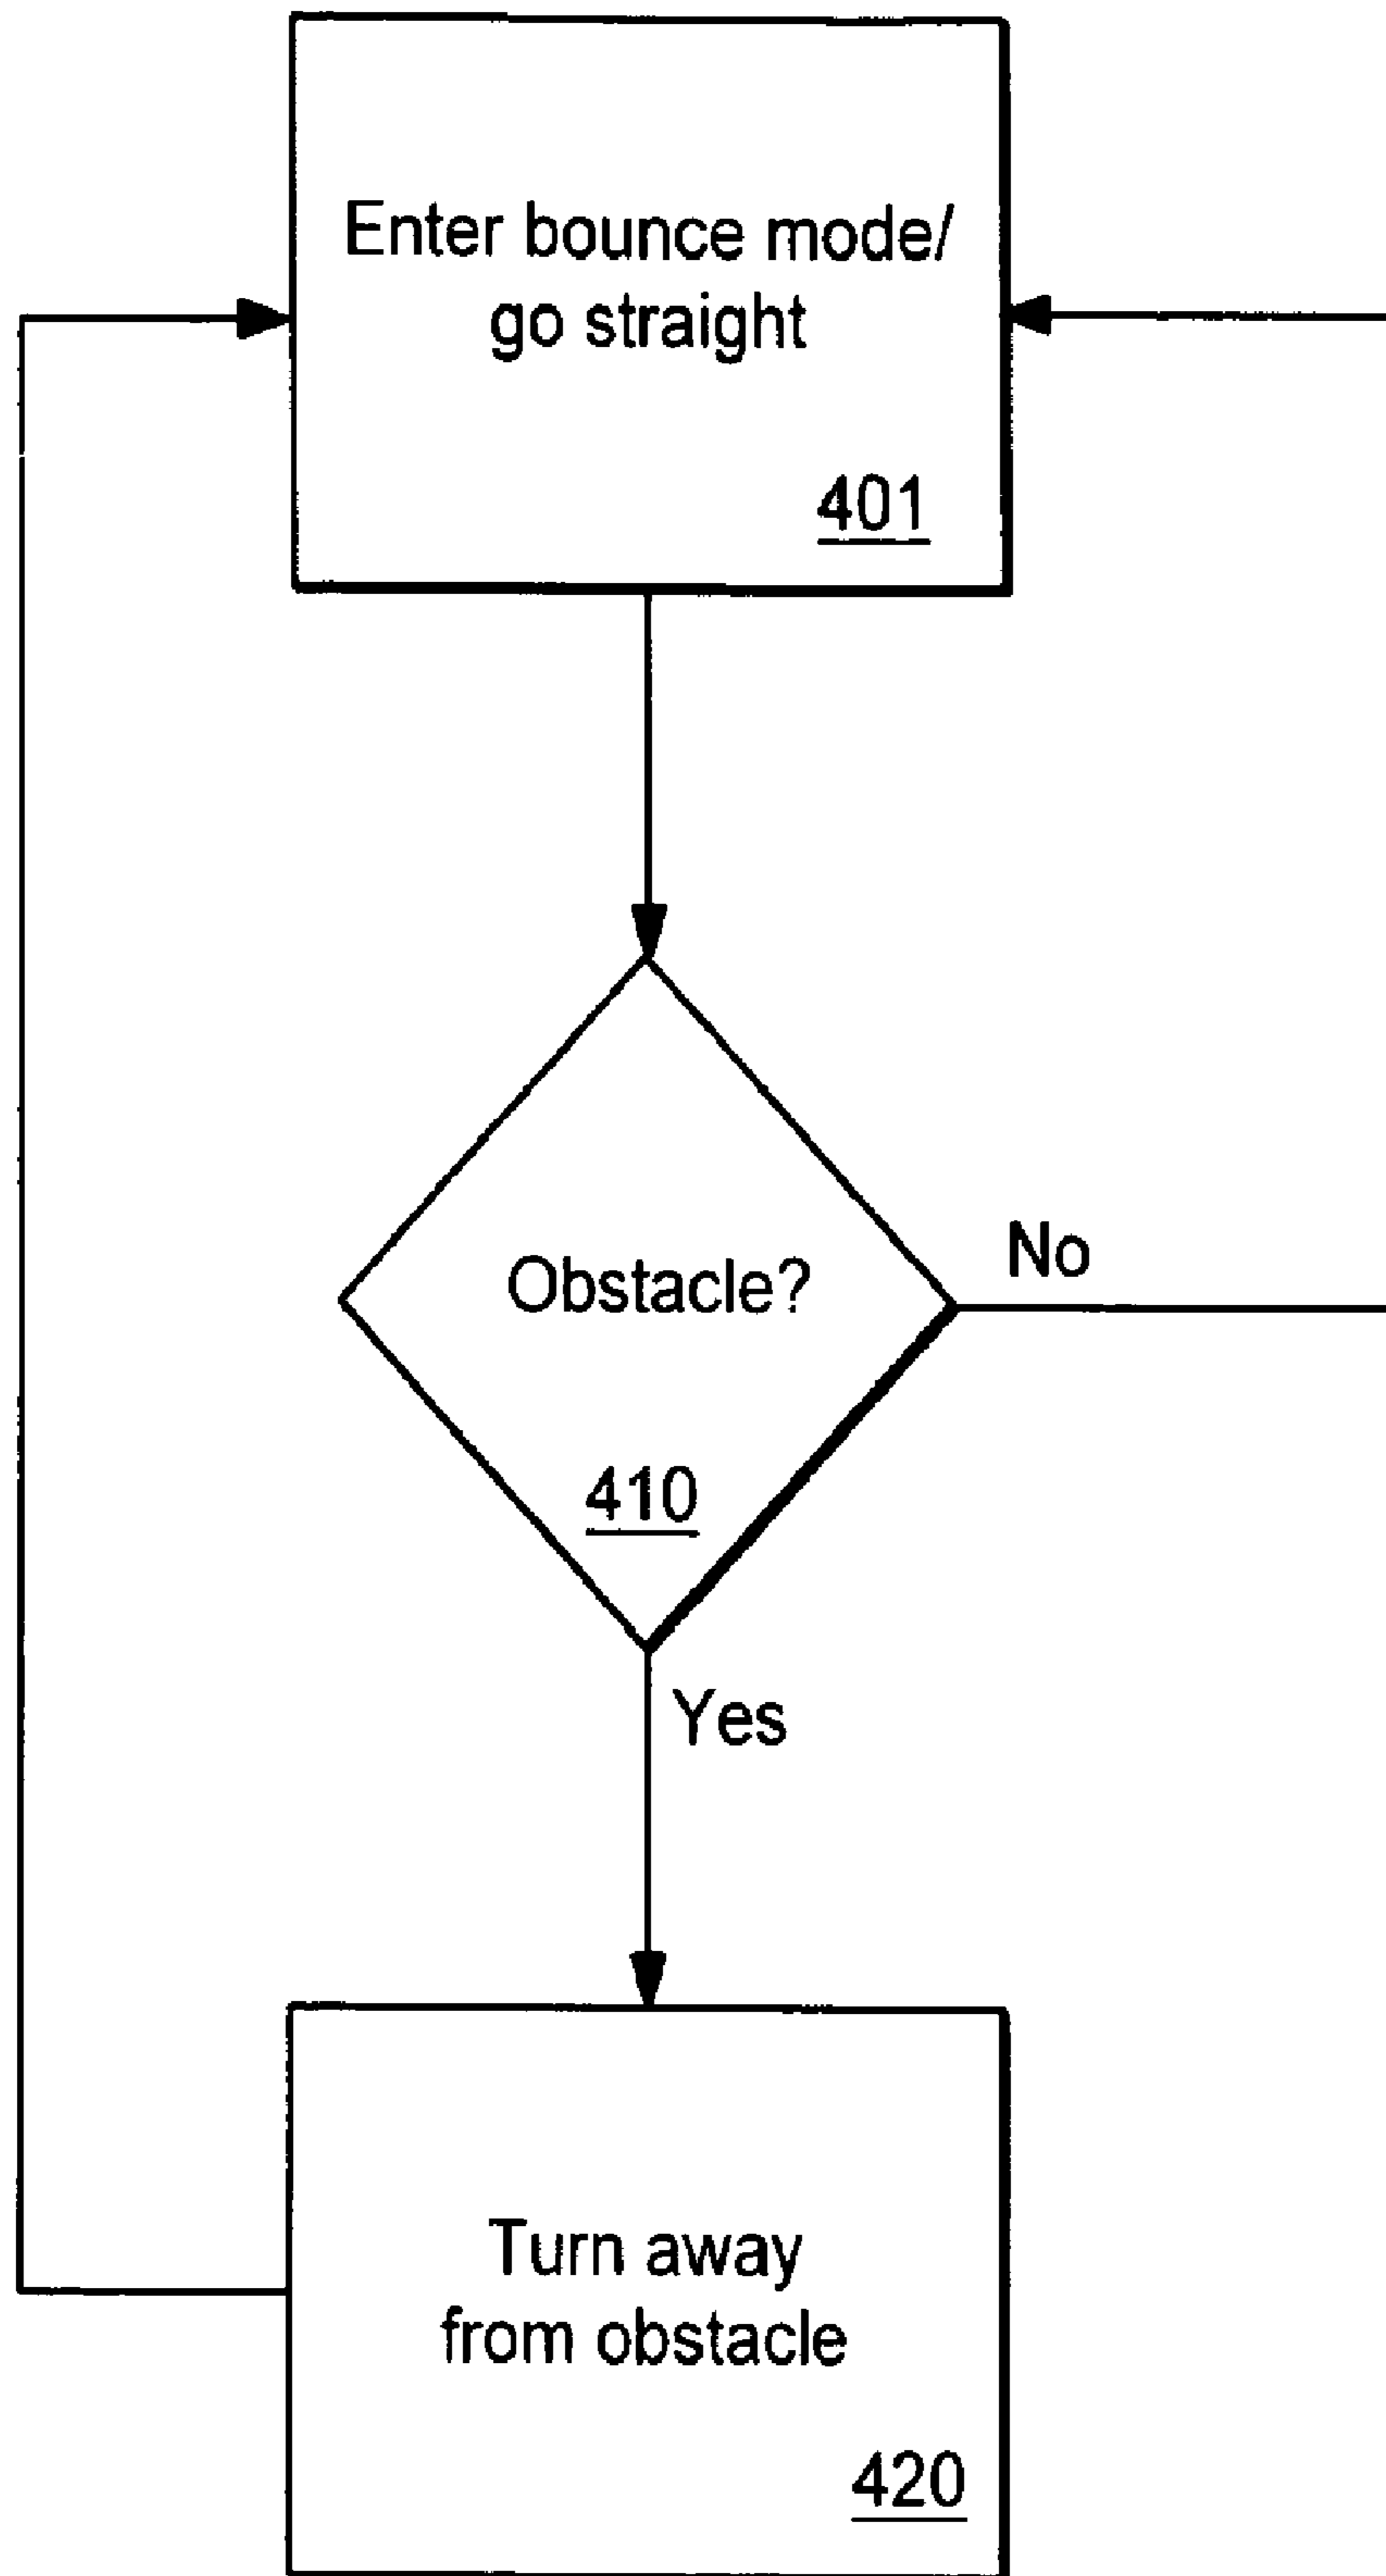 Enter bounce mode/
go straight
401
Obstacle?
No
410
Yes
Turn away
from obstacle
420